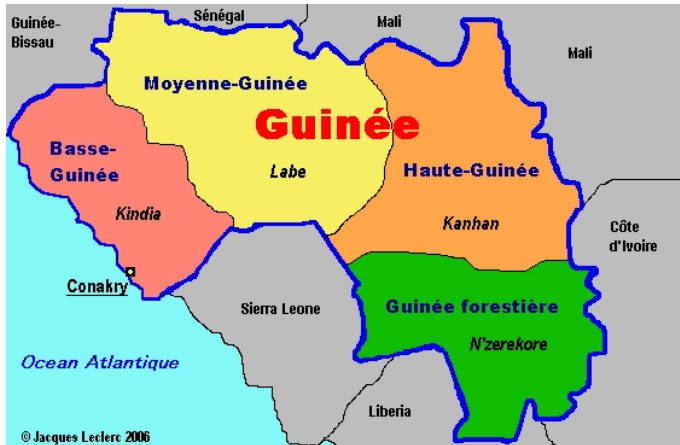 Guinée-
Bissau
Sénégal
Mali
Mali
Moyenne-Guinée
Guinée
Basse-
Guinée
Labe
Haute-Guinée
Kindia
Kanhan
Côte
d'Ivoire
Conakry
Sierra Leone
Guinée forestière
N'zerekore
Ocean Atlantique
Liberia
© Jacques Leclerc 2006